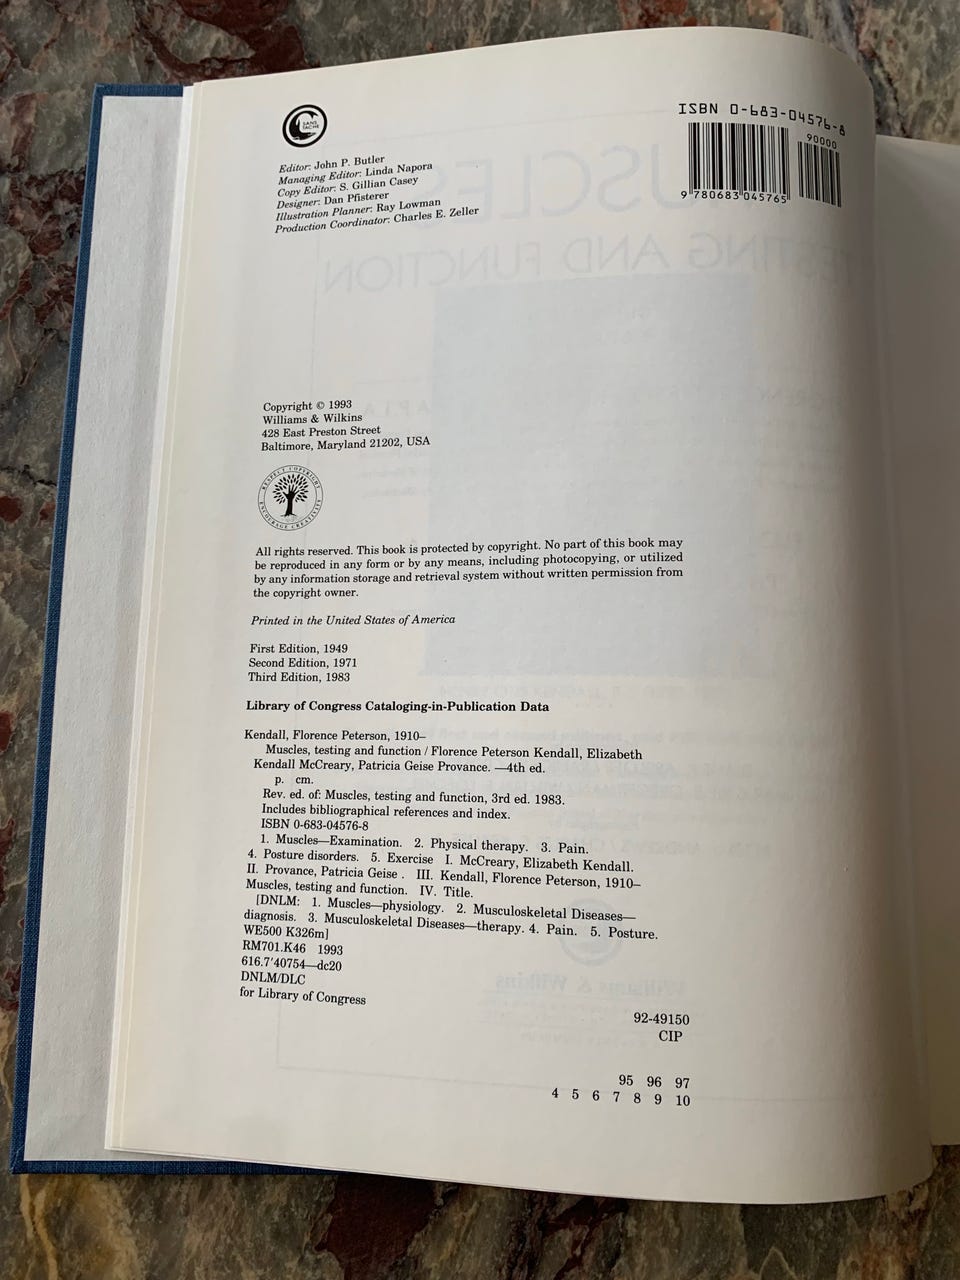 SANS
TACHE
ISBN 0-683-04576-8
90000
9 780683 045765
Editor: John P. Butler
Managing Editor: Linda Napora
Copy Editor: S. Gillian Casey
Designer: Dan Pfisterer
Illustration Planner: Ray Lowman
Production Coordinator: Charles E. Zeller
Copyright © 1993
Williams & Wilkins
428 East Preston Street
Baltimore, Maryland 21202, USA
RESPECT COPYRIGHT
ENCOURAGE CREATIVITY
All rights reserved. This book is protected by copyright. No part of this book may
be reproduced in any form or by any means, including photocopying, or utilized
by any information storage and retrieval system without written permission from
the copyright owner.
Printed in the United States of America
First Edition, 1949
Second Edition, 1971
Third Edition, 1983
Library of Congress Cataloging-in-Publication Data
Kendall, Florence Peterson, 1910–
Muscles, testing and function / Florence Peterson Kendall, Elizabeth
Kendall McCreary, Patricia Geise Provance. —4th ed.
p. cm.
Rev. ed. of: Muscles, testing and function, 3rd ed. 1983.
Includes bibliographical references and index.
ISBN 0-683-04576-8
1. Muscles—Examination. 2. Physical therapy. 3. Pain.
4. Posture disorders. 5. Exercise I. McCreary, Elizabeth Kendall.
II. Provance, Patricia Geise . III. Kendall, Florence Peterson, 1910–
Muscles, testing and function. IV. Title.
[DNLM: 1. Muscles—physiology. 2. Musculoskeletal Diseases—
diagnosis. 3. Musculoskeletal Diseases—therapy. 4. Pain. 5. Posture.
WE500 K326m]
RM701.K46 1993
616.7'40754—dc20
DNLM/DLC
for Library of Congress
92-49150
CIP
95 96 97
4 5 6 7 8 9 10